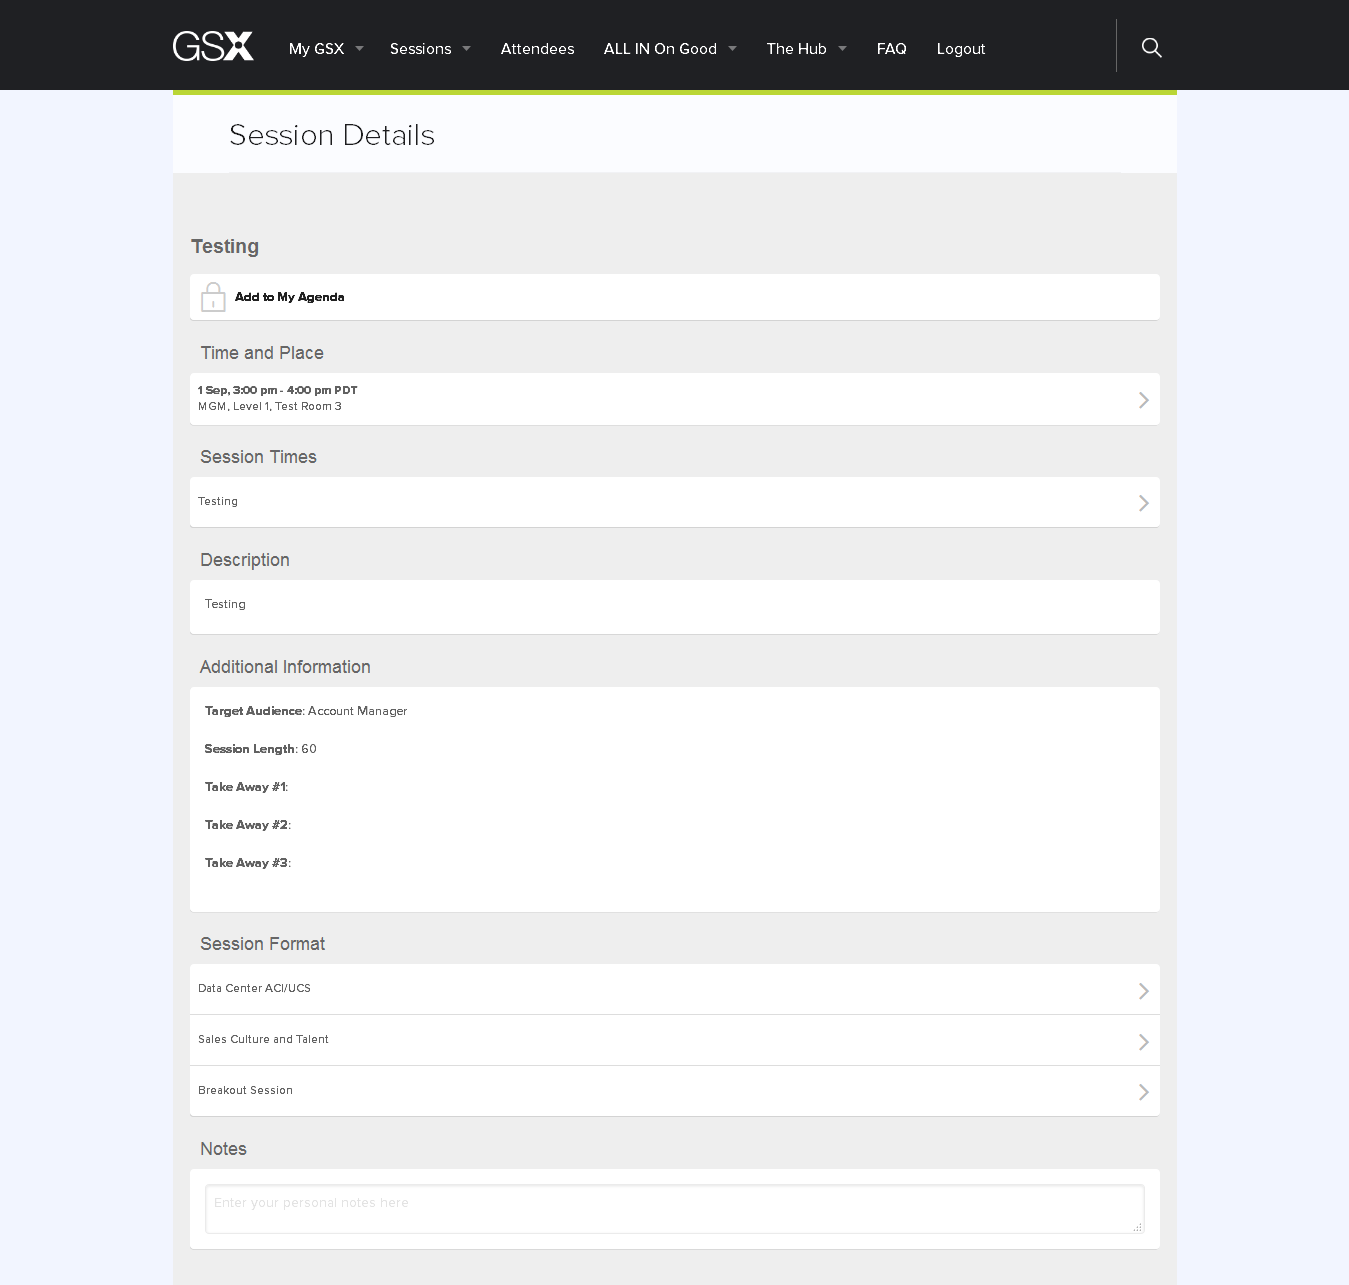 GSX
My GSX Sessions Attendees ALL IN On Good The Hub FAQ Logout
Session Details
Testing
Add to My Agenda
Time and Place
1 Sep, 3:00 pm - 4:00 pm PDT
MGM, Level 1, Test Room 3
Session Times
Testing
Description
Testing
Additional Information
Target Audience: Account Manager
Session Length: 60
Take Away #1:
Take Away #2:
Take Away #3:
Session Format
Data Center ACI/UCS
Sales Culture and Talent
Breakout Session
Notes
Enter your personal notes here